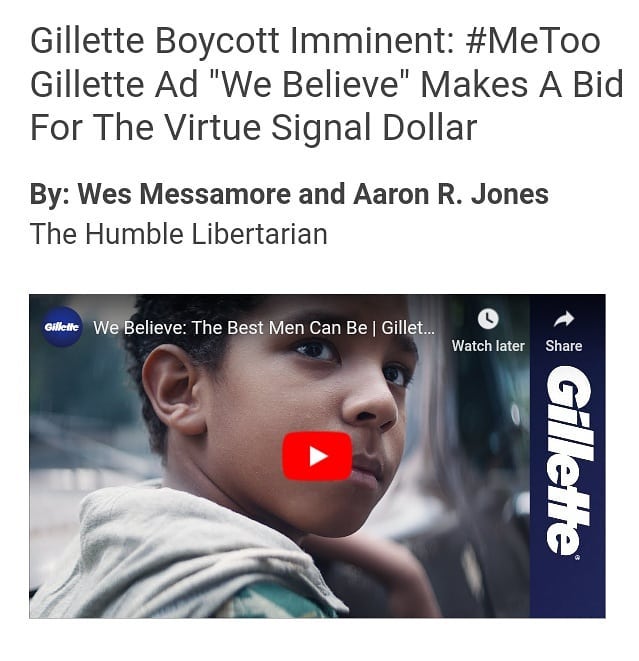 Gillette Boycott Imminent: #MeToo
Gillette Ad "We Believe" Makes A Bid
For The Virtue Signal Dollar
By: Wes Messamore and Aaron R. Jones
The Humble Libertarian
Gillette
We Believe: The Best Men Can Be | Gillet...
Watch later
Share
Gillette